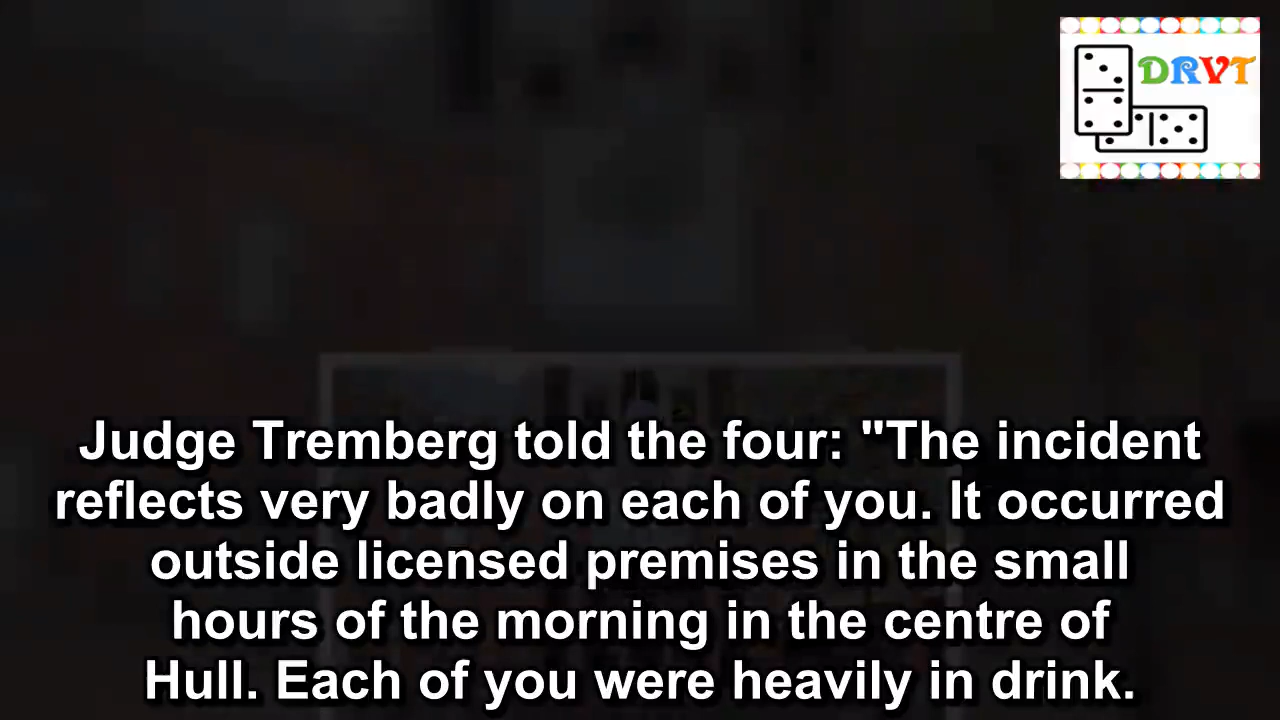 DRVT
Judge Tremberg told the four: "The incident
reflects very badly on each of you. It occurred
outside licensed premises in the small
hours of the morning in the centre of
Hull. Each of you were heavily in drink.